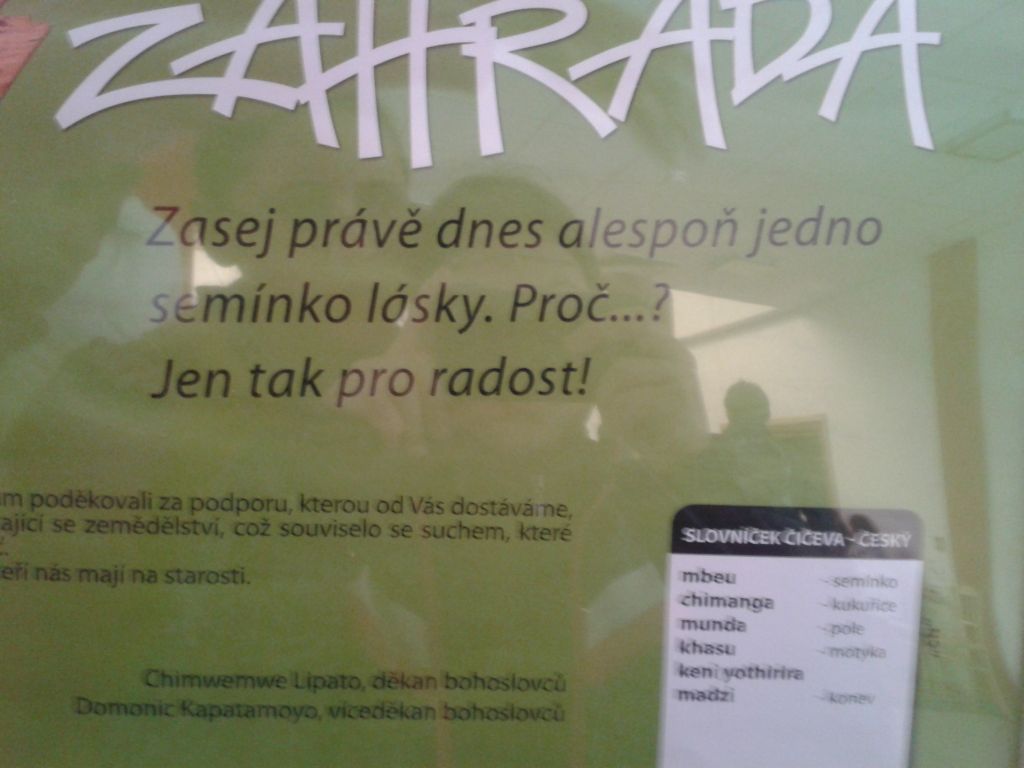 ZAHRADA
Zasej právě dnes alespoň jedno
semínko lásky. Proč...?
Jen tak pro radost!
poděkovali za podporu, kterou od Vás dostáváme,
se zemědělství, což souviselo se suchem, které
nás mají na starosti.
Chimwemwe Lipato, děkan bohoslovců
Domonic Kapatamoyo, viceděkan bohoslovců
SLOVNÍČEK ČIČEVA - ČESKÝ
mbeu - semínko
chimanga - kukuřice
munda - pole
khasu - motyka
keni yothirira
madzi - konev